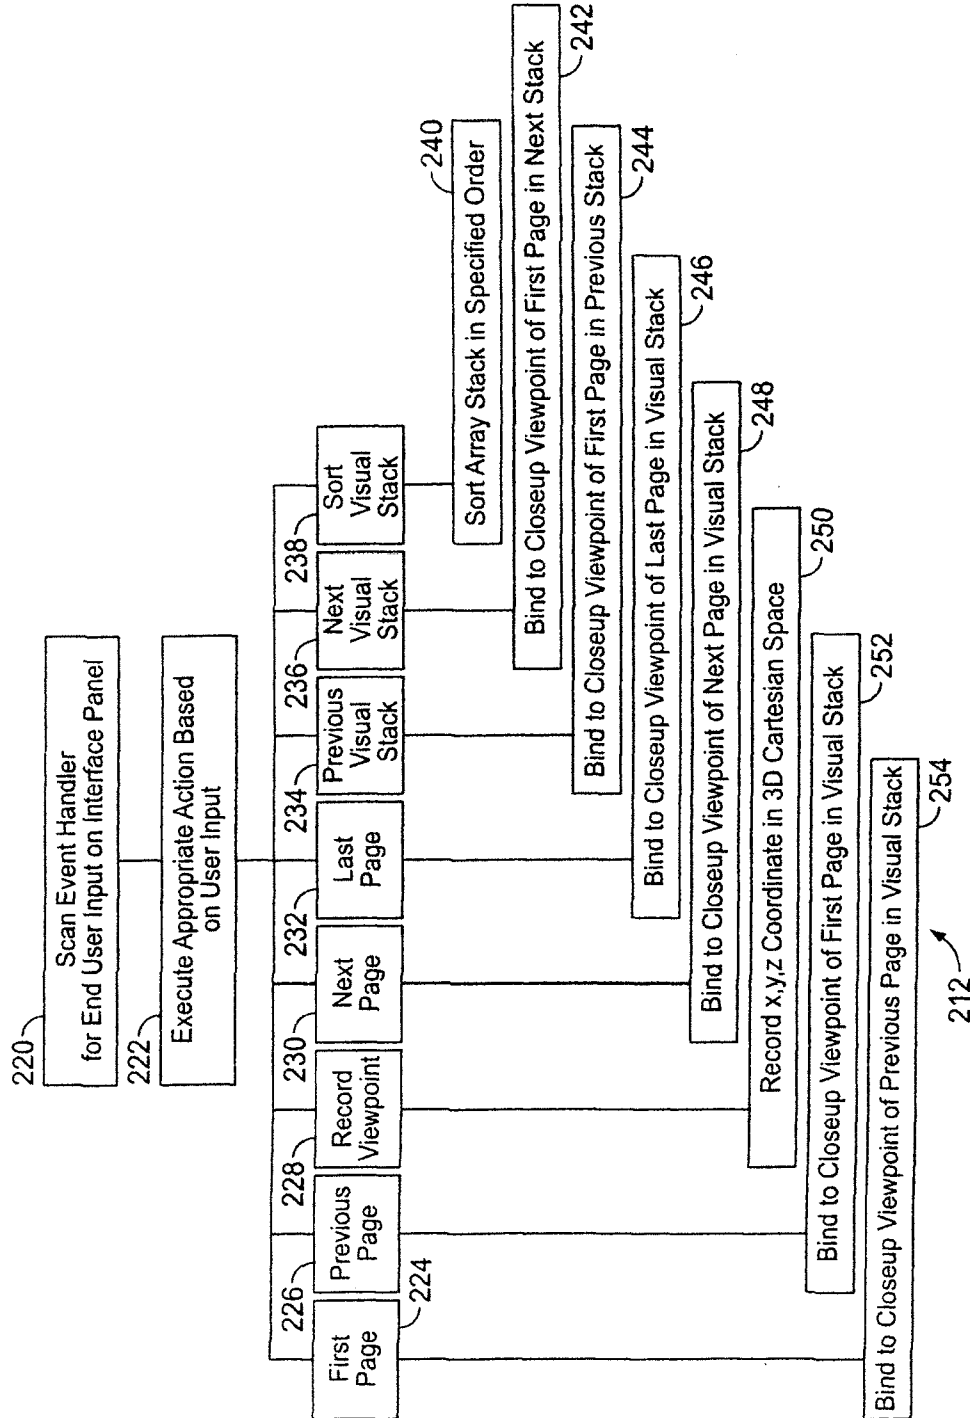 220
Scan Event Handler
for End User Input on Interface Panel
222
Execute Appropriate Action Based
on User Input
First
Page
224
226
Previous
Page
228
Record
Viewpoint
230
Next
Page
232
Last
Page
234
Previous
Visual
Stack
236
Next
Visual
Stack
238
Sort
Visual
Stack
240
Sort Array Stack in Specified Order
Bind to Closeup Viewpoint of First Page in Next Stack
242
Bind to Closeup Viewpoint of First Page in Previous Stack
244
Bind to Closeup Viewpoint of Last Page in Visual Stack
246
Bind to Closeup Viewpoint of Next Page in Visual Stack
248
Record x,y,z Coordinate in 3D Cartesian Space
250
Bind to Closeup Viewpoint of First Page in Visual Stack
252
Bind to Closeup Viewpoint of Previous Page in Visual Stack
254
212